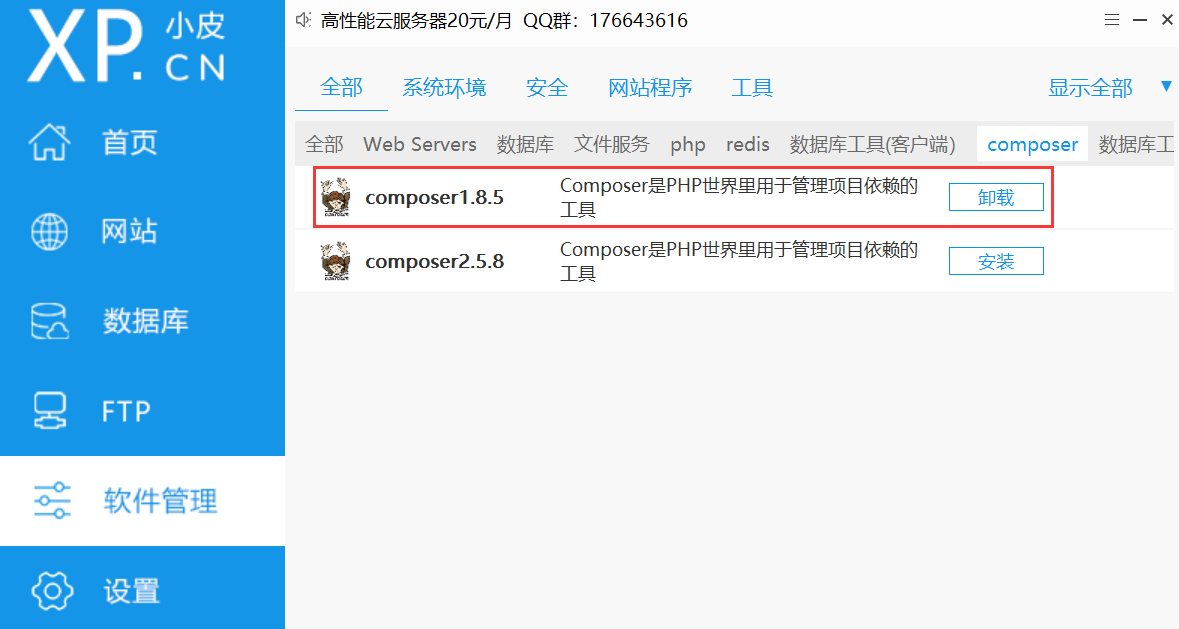 XP.
小皮
CN
首页
网站
数据库
FTP
软件管理
设置
高性能云服务器20元/月 QQ群：176643616
全部 系统环境 安全 网站程序 工具 显示全部
全部 Web Servers 数据库 文件服务 php redis 数据库工具(客户端) composer 数据库工
composer1.8.5
Composer是PHP世界里用于管理项目依赖的
工具
卸载
composer2.5.8
Composer是PHP世界里用于管理项目依赖的
工具
安装